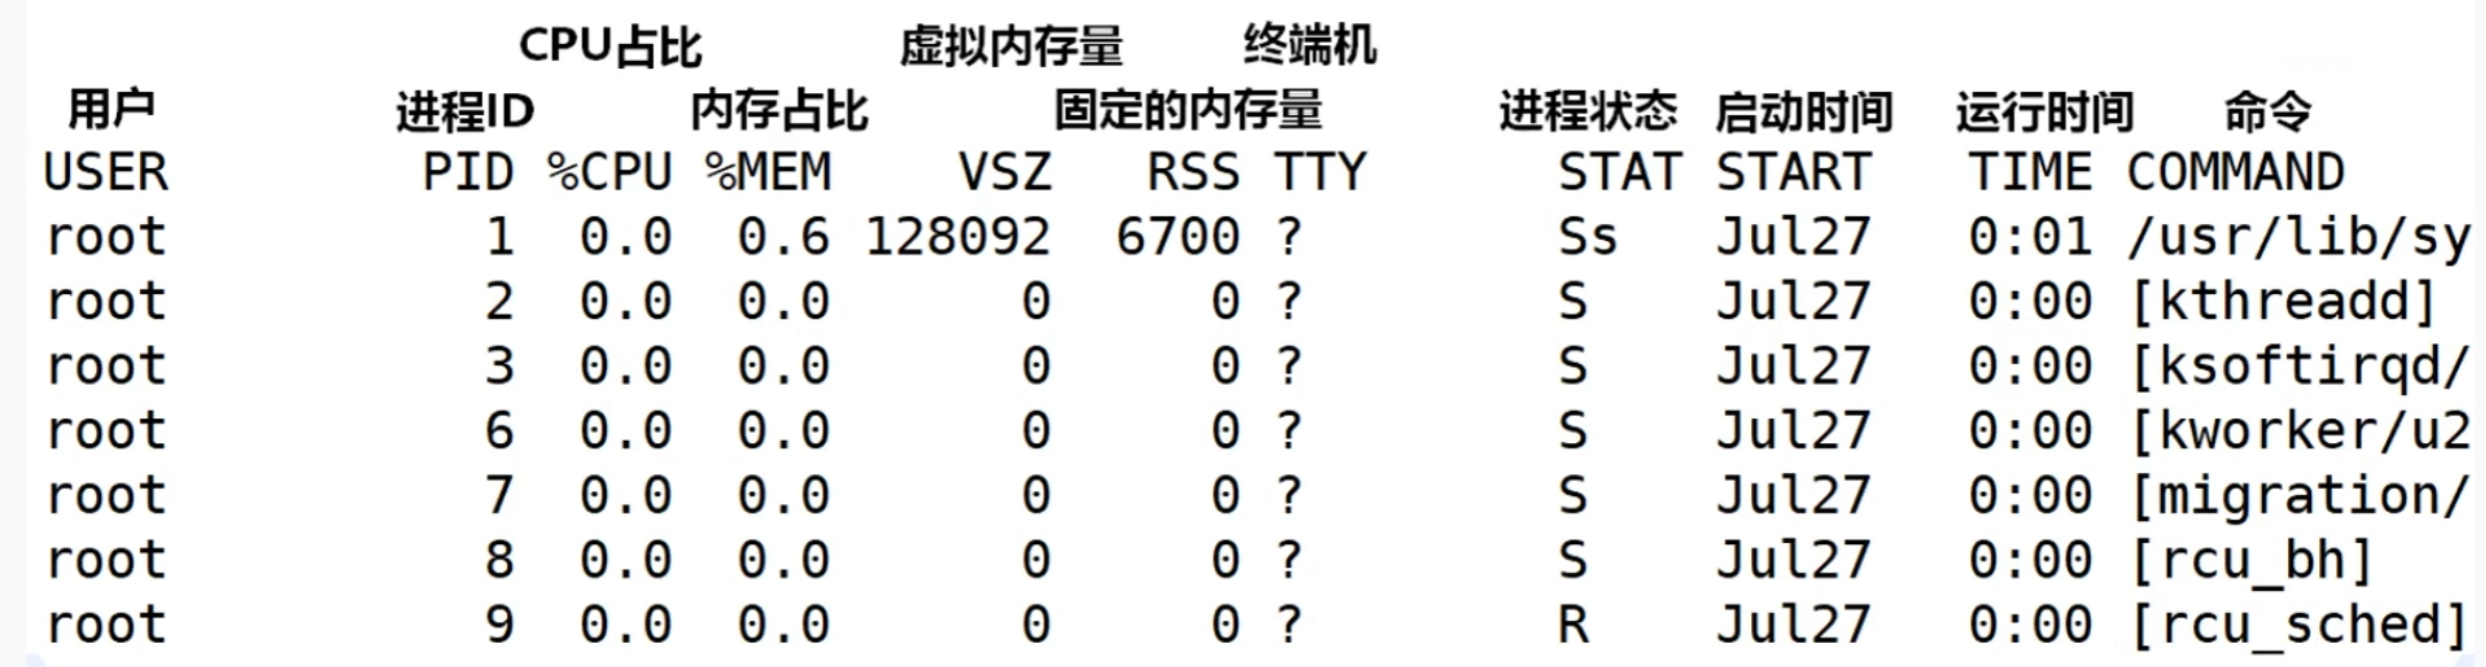 CPU占比 虚拟内存量 终端机
用户 进程ID 内存占比 固定的内存量 进程状态 启动时间 运行时间 命令
USER PID %CPU %MEM VSZ RSS TTY STAT START TIME COMMAND
root 1 0.0 0.6 128092 6700 ? Ss Jul27 0:01 /usr/lib/sy
root 2 0.0 0.0 0 0 ? S Jul27 0:00 [kthreadd]
root 3 0.0 0.0 0 0 ? S Jul27 0:00 [ksoftirqd/
root 6 0.0 0.0 0 0 ? S Jul27 0:00 [kworker/u2
root 7 0.0 0.0 0 0 ? S Jul27 0:00 [migration/
root 8 0.0 0.0 0 0 ? S Jul27 0:00 [rcu_bh]
root 9 0.0 0.0 0 0 ? R Jul27 0:00 [rcu_sched]